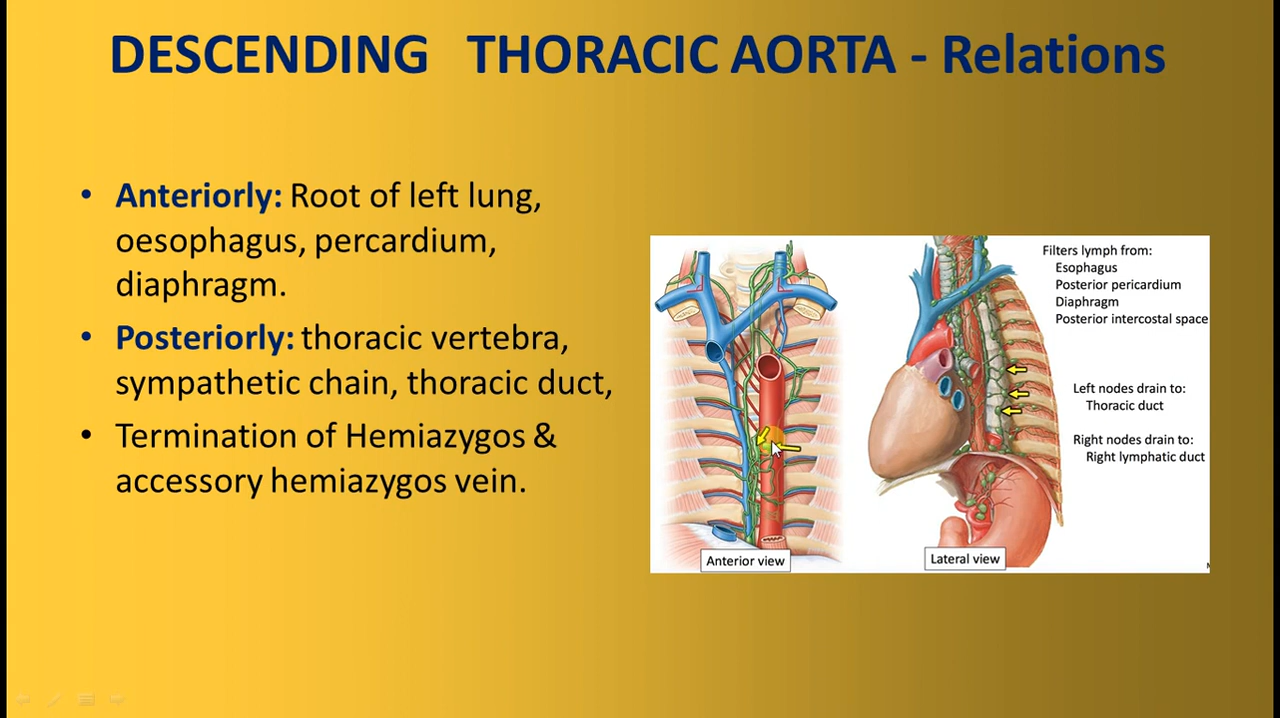 DESCENDING THORACIC AORTA - Relations
• Anteriorly: Root of left lung,
oesophagus, percardium,
diaphragm.
• Posteriorly: thoracic vertebra,
sympathetic chain, thoracic duct,
• Termination of Hemiazygos &
accessory hemiazygos vein.
Filters lymph from:
Esophagus
Posterior pericardium
Diaphragm
Posterior intercostal space
Left nodes drain to:
Thoracic duct
Right nodes drain to:
Right lymphatic duct
Anterior view
Lateral view